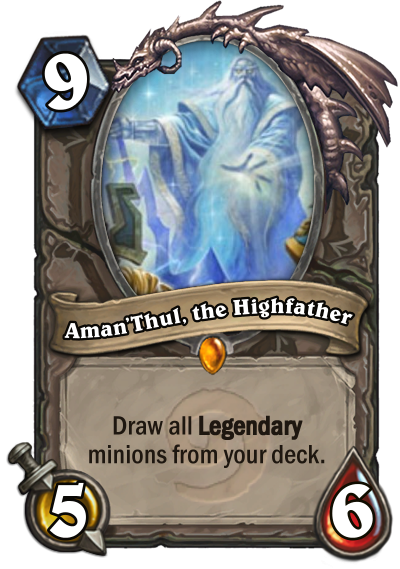 9
Aman'Thul, the Highfather
Draw all Legendary
minions from your deck.
5
6